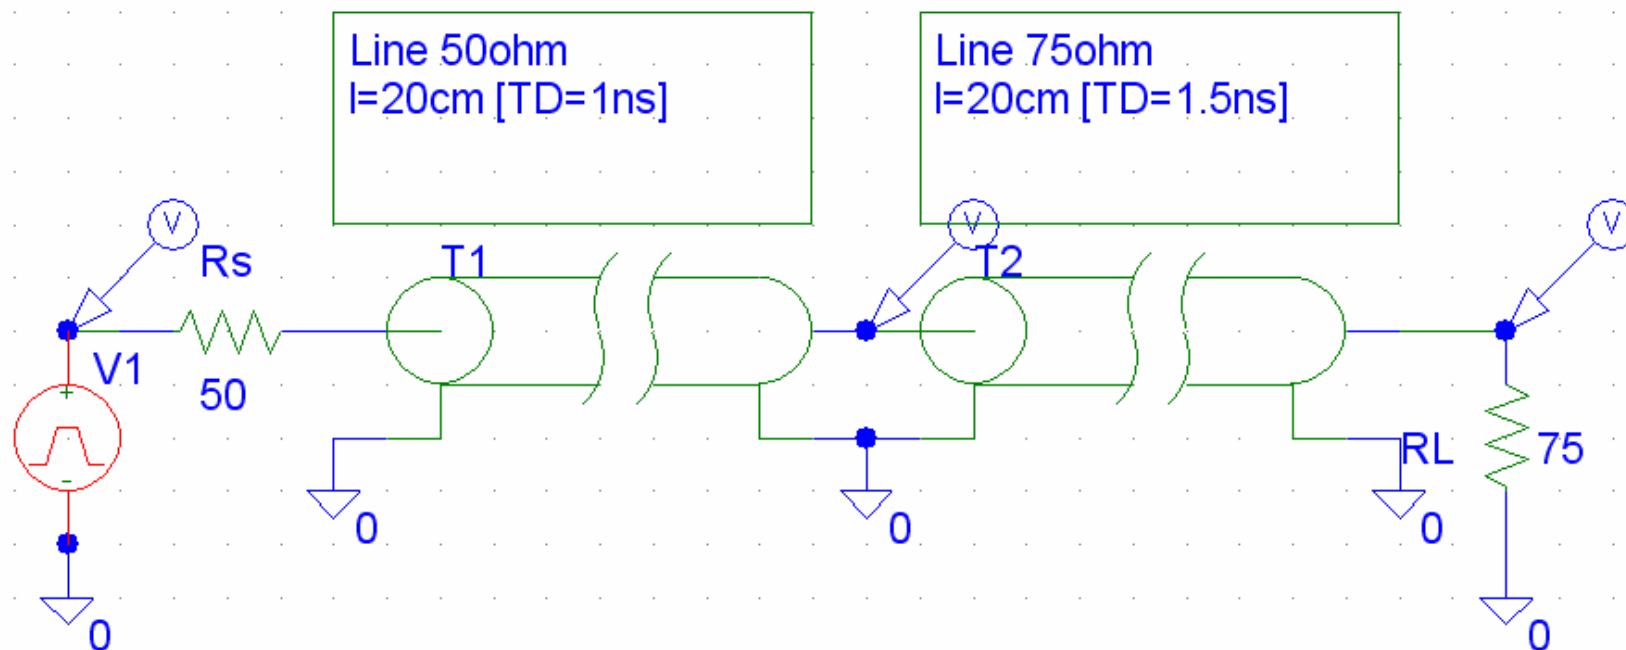 Line 50ohm
l=20cm [TD=1ns]
Line 75ohm
l=20cm [TD=1.5ns]
V
V
V
Rs
T1
T2
V1
50
+
-
RL
75
0
0
0
0
0